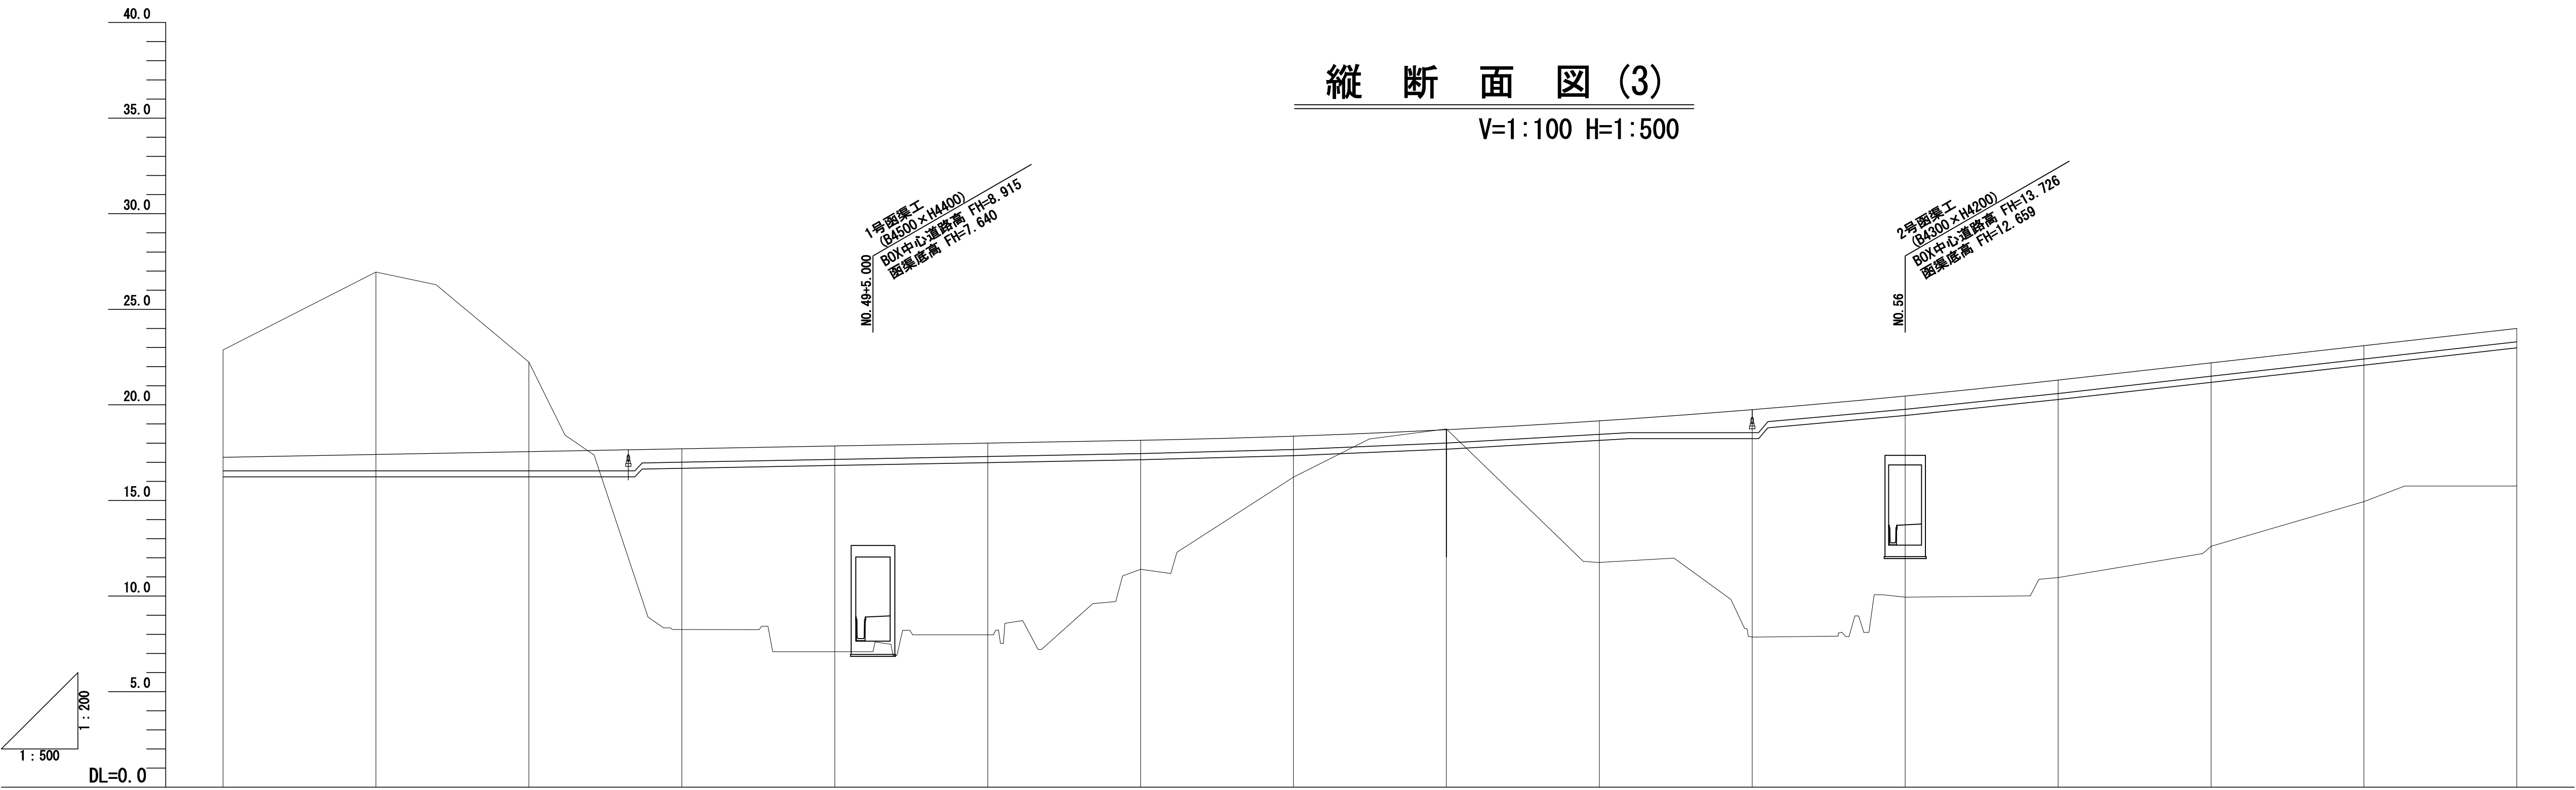 縦断面図(3)
V=1:100 H=1:500
40.0
35.0
30.0
25.0
20.0
15.0
10.0
5.0
DL=0.0
1:200
1:500
1号函渠工
(B4500×H4400)
BOX中心道路高 FH=8.915
函渠底高 FH=7.640
NO.49+5.000
2号函渠工
(B4300×H4200)
BOX中心道路高 FH=13.726
函渠底高 FH=12.659
NO.56